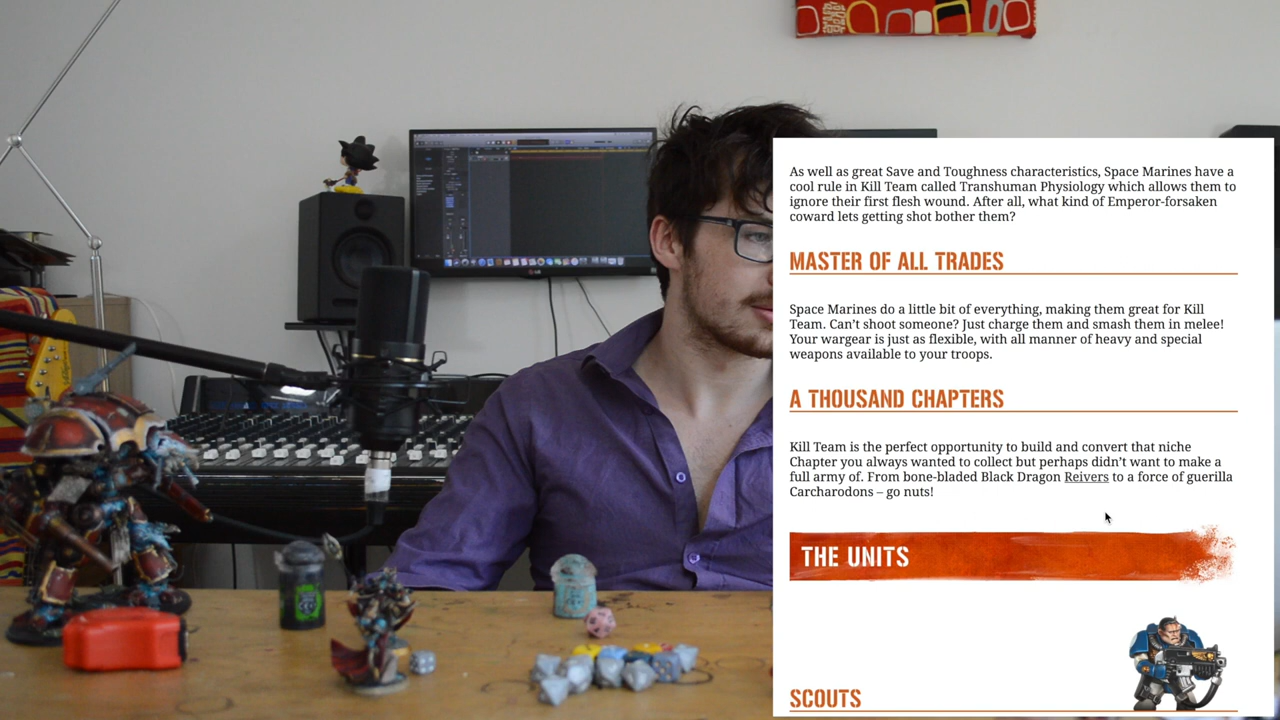 As well as great Save and Toughness characteristics, Space Marines have a
cool rule in Kill Team called Transhuman Physiology which allows them to
ignore their first flesh wound. After all, what kind of Emperor-forsaken
coward lets getting shot bother them?
MASTER OF ALL TRADES
Space Marines do a little bit of everything, making them great for Kill
Team. Can’t shoot someone? Just charge them and smash them in melee!
Your wargear is just as flexible, with all manner of heavy and special
weapons available to your troops.
A THOUSAND CHAPTERS
Kill Team is the perfect opportunity to build and convert that niche
Chapter you always wanted to collect but perhaps didn’t want to make a
full army of. From bone-bladed Black Dragon Reivers to a force of guerilla
Carcharodons – go nuts!
THE UNITS
SCOUTS